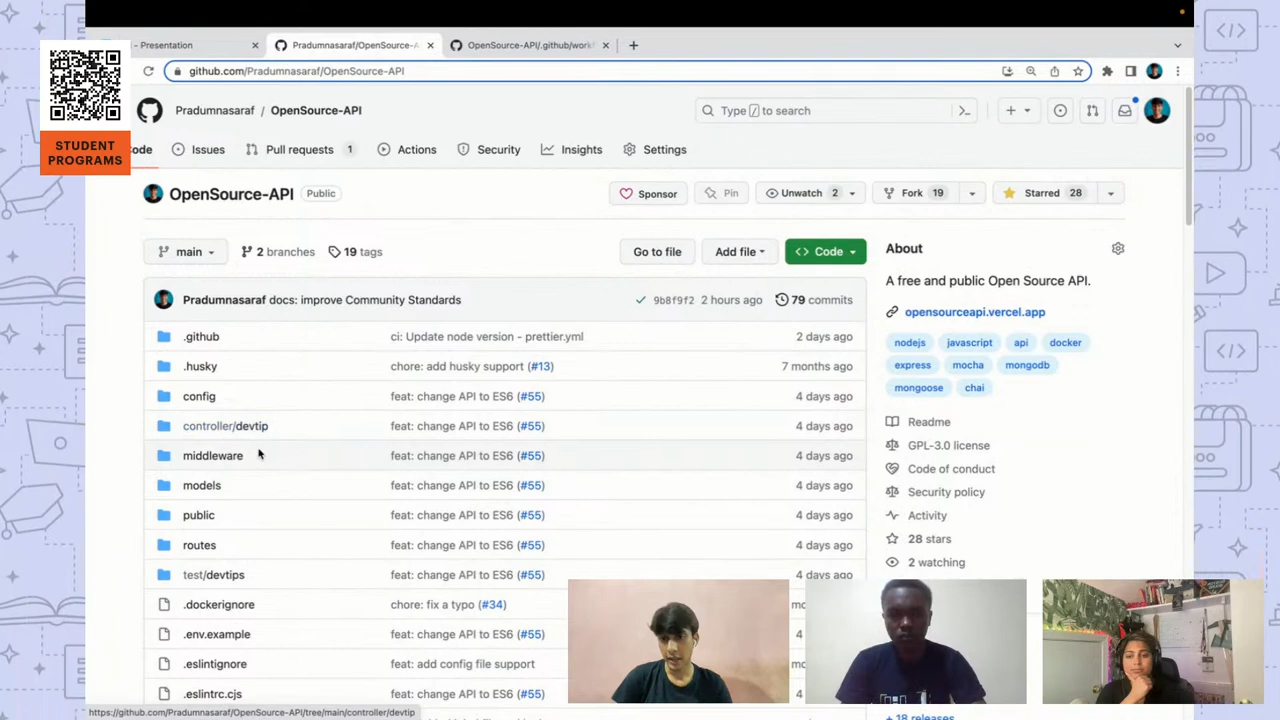 - Presentation
Pradumnasaraf/OpenSource-A
OpenSource-API/.github/work
github.com/Pradumnasaraf/OpenSource-API
Pradumnasaraf / OpenSource-API
Type / to search
STUDENT
PROGRAMS
ode
Issues
Pull requests 1
Actions
Security
Insights
Settings
OpenSource-API
Public
Sponsor
Pin
Unwatch 2
Fork 19
Starred 28
main
2 branches
19 tags
Go to file
Add file
Code
Pradumnasaraf docs: improve Community Standards
9b8f9f2 2 hours ago
79 commits
.github
ci: Update node version - prettier.yml
2 days ago
.husky
chore: add husky support (#13)
7 months ago
config
feat: change API to ES6 (#55)
4 days ago
controller/devtip
feat: change API to ES6 (#55)
4 days ago
middleware
feat: change API to ES6 (#55)
4 days ago
models
feat: change API to ES6 (#55)
4 days ago
public
feat: change API to ES6 (#55)
4 days ago
routes
feat: change API to ES6 (#55)
4 days ago
test/devtips
feat: change API to ES6 (#55)
4 days ago
.dockerignore
chore: fix a typo (#34)
.env.example
feat: change API to ES6 (#55)
.eslintignore
feat: add config file support
.eslintrc.cjs
feat: change API to ES6 (#55)
About
A free and public Open Source API.
opensourceapi.vercel.app
nodejs javascript api docker
express mocha mongodb
mongoose chai
Readme
GPL-3.0 license
Code of conduct
Security policy
Activity
28 stars
2 watching
+ 18 releases
https://github.com/Pradumnasaraf/OpenSource-API/tree/main/controller/devtip